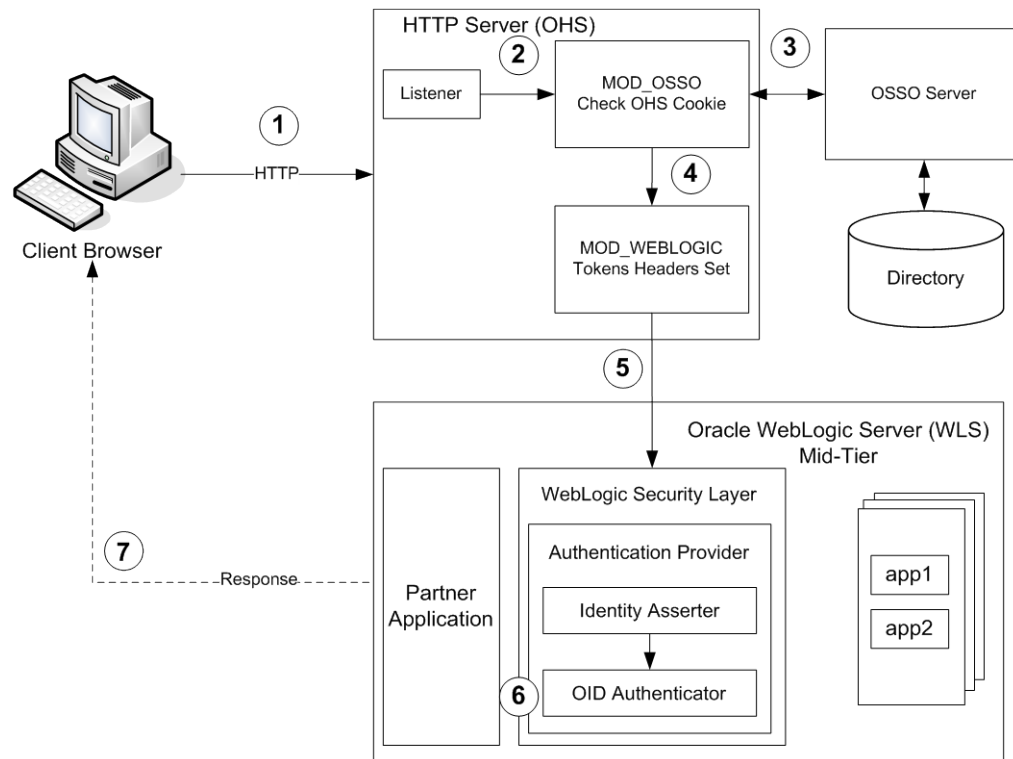 HTTP Server (OHS)
2
3
Listener
MOD_OSSO
Check OHS Cookie
OSSO Server
1
HTTP
4
Client Browser
MOD_WEBLOGIC
Tokens Headers Set
Directory
5
Oracle WebLogic Server (WLS)
Mid-Tier
WebLogic Security Layer
7
Response
Partner
Application
Authentication Provider
Identity Asserter
6
OID Authenticator
app1
app2